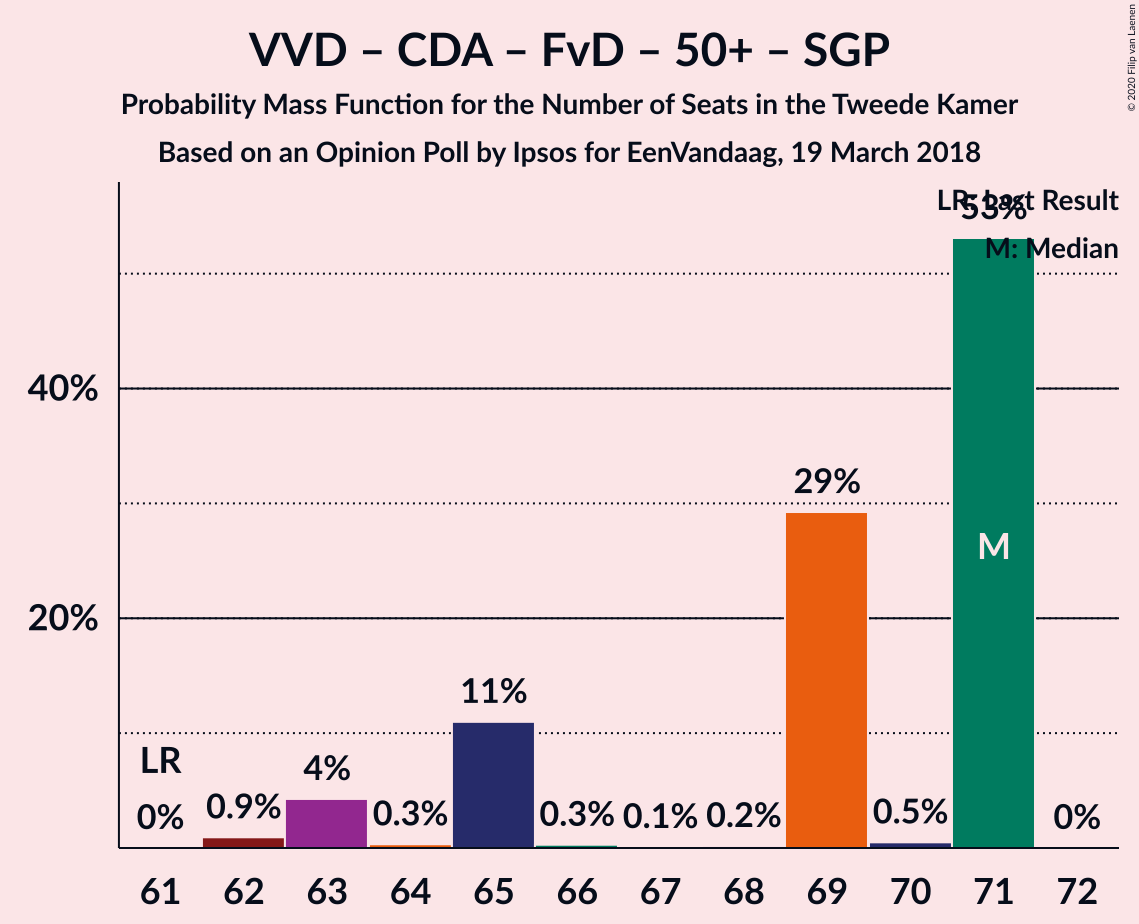 VVD – CDA – FvD – 50+ – SGP
Probability Mass Function for the Number of Seats in the Tweede Kamer
Based on an Opinion Poll by Ipsos for EenVandaag, 19 March 2018
© 2020 Filip van Laenen
LR: Last Result
53%
M: Median
40%
29%
M
20%
11%
LR
4%
0% 0.9% 0.3% 0.3% 0.1% 0.2% 0.5% 0%
61 62 63 64 65 66 67 68 69 70 71 72